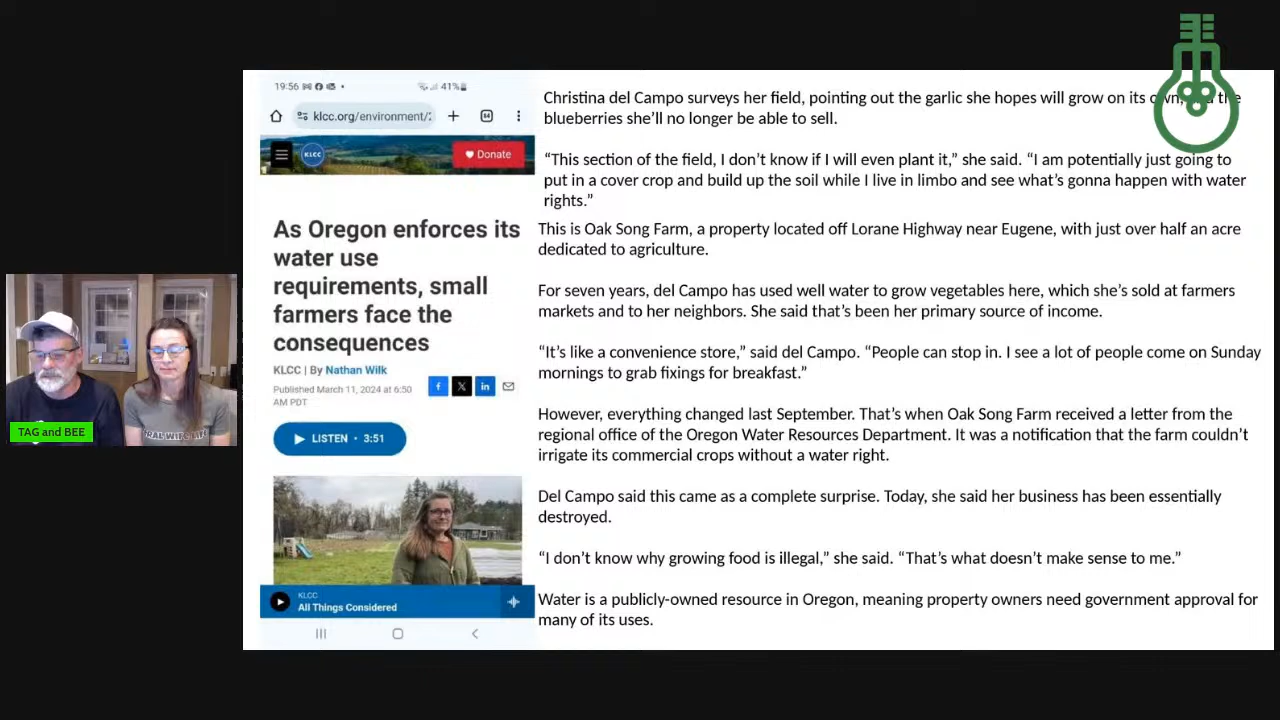 19:56
41%
klcc.org/environment/2
84
KLCC
Donate
As Oregon enforces its
water use
requirements, small
farmers face the
consequences
KLCC | By Nathan Wilk
Published March 11, 2024 at 6:50
AM PDT
LISTEN • 3:51
KLCC
All Things Considered
Christina del Campo surveys her field, pointing out the garlic she hopes will grow on its own, the
blueberries she’ll no longer be able to sell.
“This section of the field, I don’t know if I will even plant it,” she said. “I am potentially just going to
put in a cover crop and build up the soil while I live in limbo and see what’s gonna happen with water
rights.”
This is Oak Song Farm, a property located off Lorane Highway near Eugene, with just over half an acre
dedicated to agriculture.
For seven years, del Campo has used well water to grow vegetables here, which she’s sold at farmers
markets and to her neighbors. She said that’s been her primary source of income.
“It’s like a convenience store,” said del Campo. “People can stop in. I see a lot of people come on Sunday
mornings to grab fixings for breakfast.”
However, everything changed last September. That’s when Oak Song Farm received a letter from the
regional office of the Oregon Water Resources Department. It was a notification that the farm couldn’t
irrigate its commercial crops without a water right.
Del Campo said this came as a complete surprise. Today, she said her business has been essentially
destroyed.
“I don’t know why growing food is illegal,” she said. “That’s what doesn’t make sense to me.”
Water is a publicly-owned resource in Oregon, meaning property owners need government approval for
many of its uses.
TAG and BEE